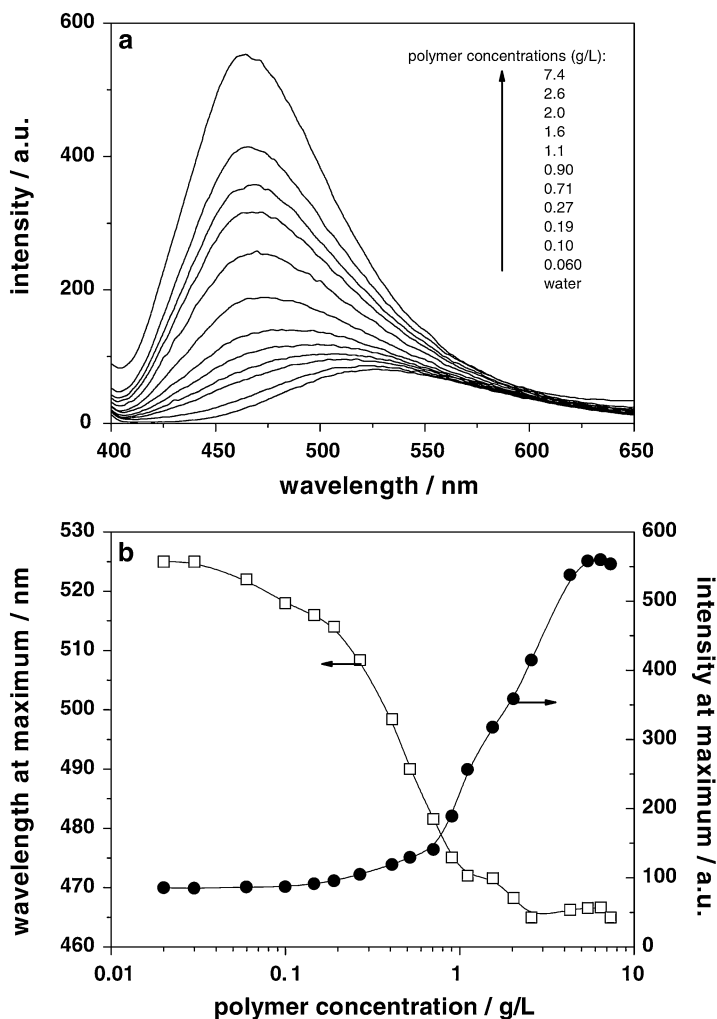 a
600
400
200
0
intensity / a.u.
polymer concentrations (g/L):
7.4
2.6
2.0
1.6
1.1
0.90
0.71
0.27
0.19
0.10
0.060
water
400 450 500 550 600 650
wavelength / nm
b
530
520
510
500
490
480
470
460
wavelength at maximum / nm
600
500
400
300
200
100
0
intensity at maximum / a.u.
0.01 0.1 1 10
polymer concentration / g/L